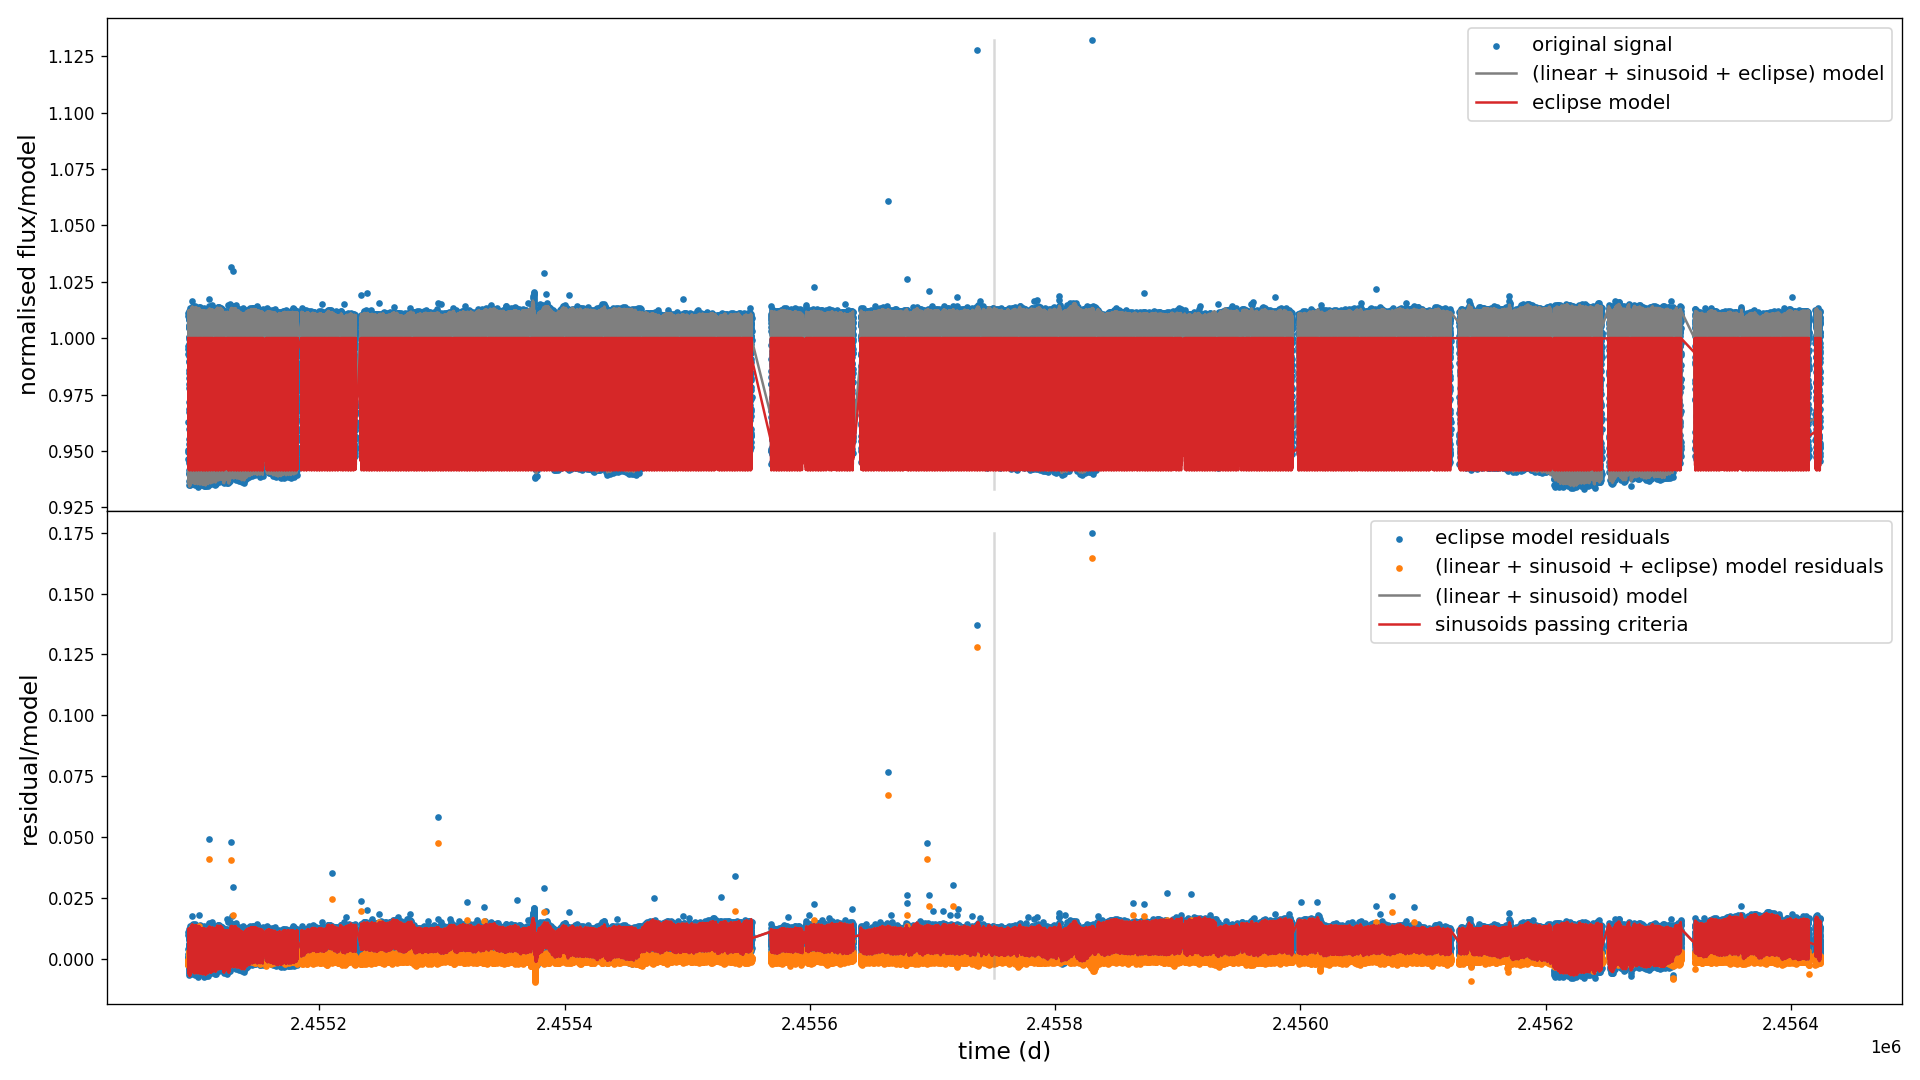 normalised flux/model
1.125
1.100
1.075
1.050
1.025
1.000
0.975
0.950
0.925
original signal
(linear + sinusoid + eclipse) model
eclipse model
residual/model
0.175
0.150
0.125
0.100
0.075
0.050
0.025
0.000
eclipse model residuals
(linear + sinusoid + eclipse) model residuals
(linear + sinusoid) model
sinusoids passing criteria
2.4552 2.4554 2.4556 2.4558 2.4560 2.4562 2.4564
1e6
time (d)